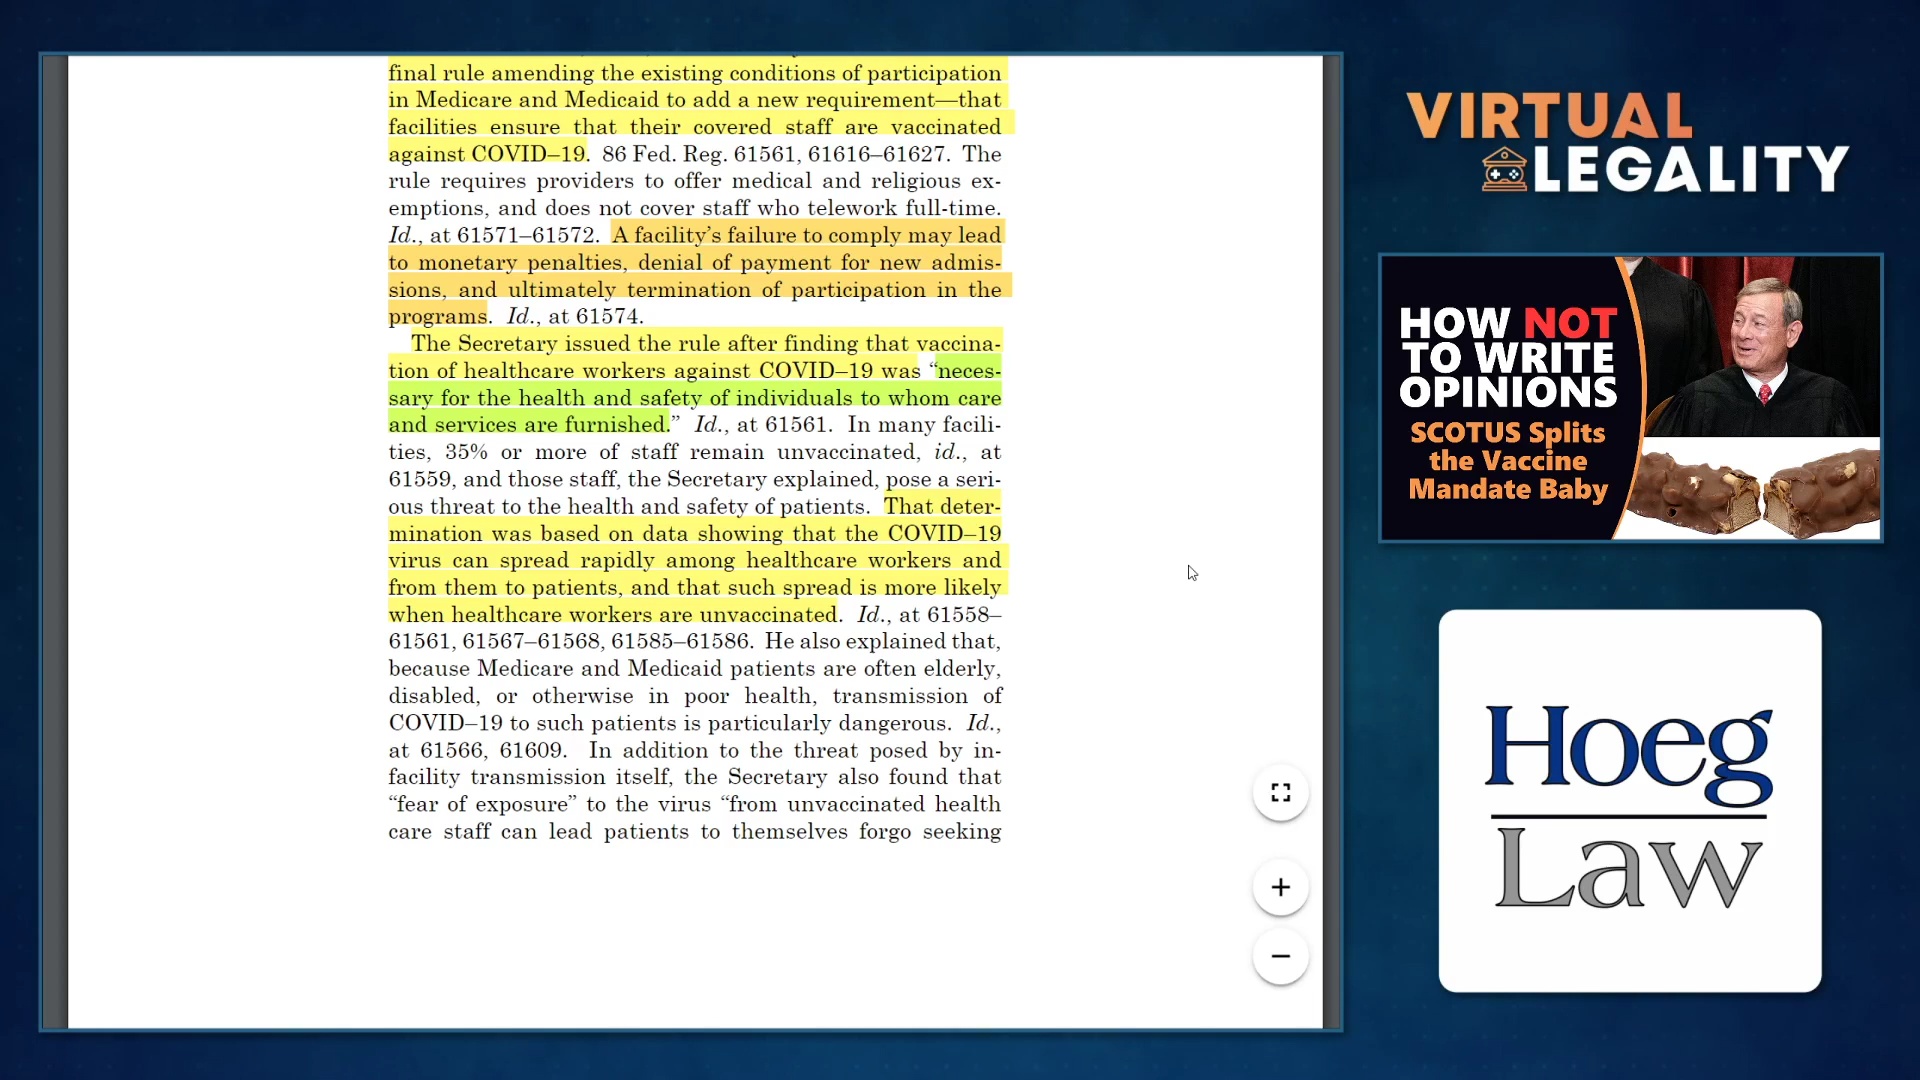 final rule amending the existing conditions of participation
in Medicare and Medicaid to add a new requirement—that
facilities ensure that their covered staff are vaccinated
against COVID–19. 86 Fed. Reg. 61561, 61616–61627. The
rule requires providers to offer medical and religious ex-
emptions, and does not cover staff who telework full-time.
Id., at 61571–61572. A facility’s failure to comply may lead
to monetary penalties, denial of payment for new admis-
sions, and ultimately termination of participation in the
programs. Id., at 61574.
The Secretary issued the rule after finding that vaccina-
tion of healthcare workers against COVID–19 was “neces-
sary for the health and safety of individuals to whom care
and services are furnished.” Id., at 61561. In many facili-
ties, 35% or more of staff remain unvaccinated, id., at
61559, and those staff, the Secretary explained, pose a seri-
ous threat to the health and safety of patients. That deter-
mination was based on data showing that the COVID–19
virus can spread rapidly among healthcare workers and
from them to patients, and that such spread is more likely
when healthcare workers are unvaccinated. Id., at 61558–
61561, 61567–61568, 61585–61586. He also explained that,
because Medicare and Medicaid patients are often elderly,
disabled, or otherwise in poor health, transmission of
COVID–19 to such patients is particularly dangerous. Id.,
at 61566, 61609. In addition to the threat posed by in-
facility transmission itself, the Secretary also found that
“fear of exposure” to the virus “from unvaccinated health
care staff can lead patients to themselves forgo seeking
VIRTUAL
LEGALITY
HOW NOT
TO WRITE
OPINIONS
SCOTUS Splits
the Vaccine
Mandate Baby
Hoeg
Law